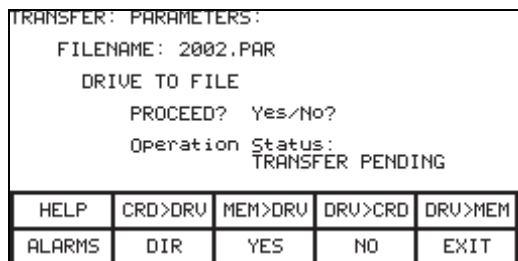 TRANSFER: PARAMETERS:
FILENAME: 2002.PAR
DRIVE TO FILE
PROCEED? Yes/No?
Operation Status:
TRANSFER PENDING
HELP CRD>DRV MEM>DRV DRV>CRD DRV>MEM
ALARMS DIR YES NO EXIT